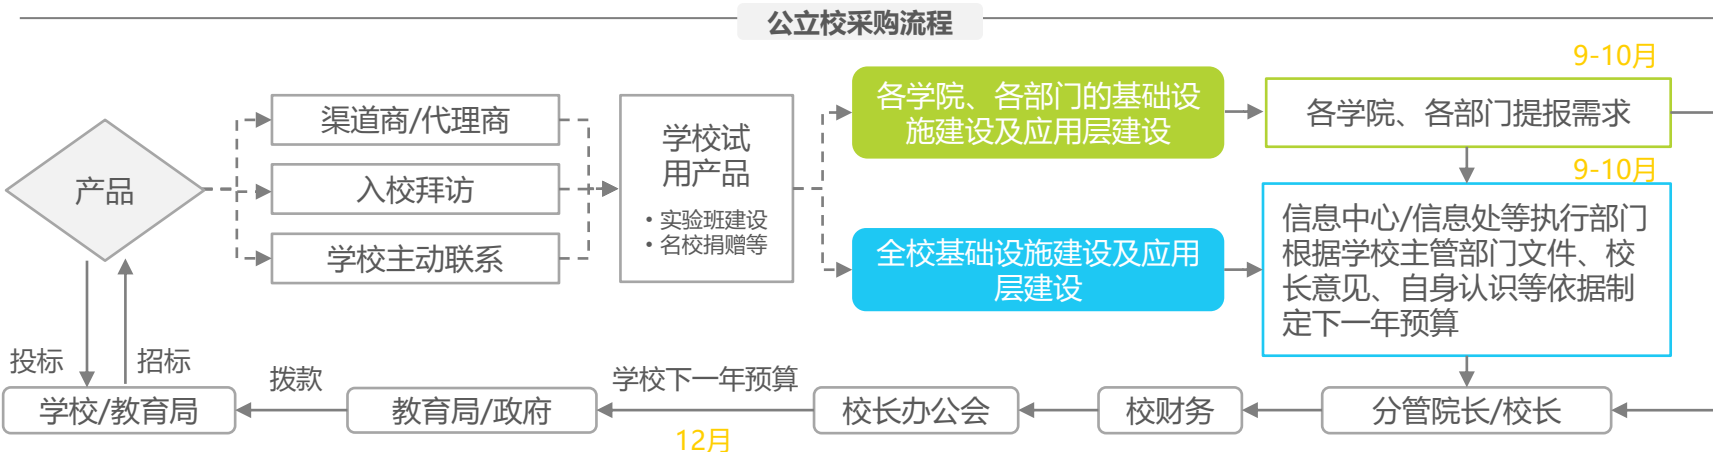 公立校采购流程
9-10月
渠道商/代理商
各学院、各部门的基础设
施建设及应用层建设
各学院、各部门提报需求
学校试
用产品
产品
入校拜访
9-10月
・实验班建设
・名校捐赠等
信息中心/信息处等执行部门
根据学校主管部门文件、校
长意见、自身认识等依据制
定下一年预算
学校主动联系
全校基础设施建设及应用
层建设
投标
招标
拨款
学校下一年预算
学校/教育局
教育局/政府
校长办公会
校财务
分管院长/校长
12月